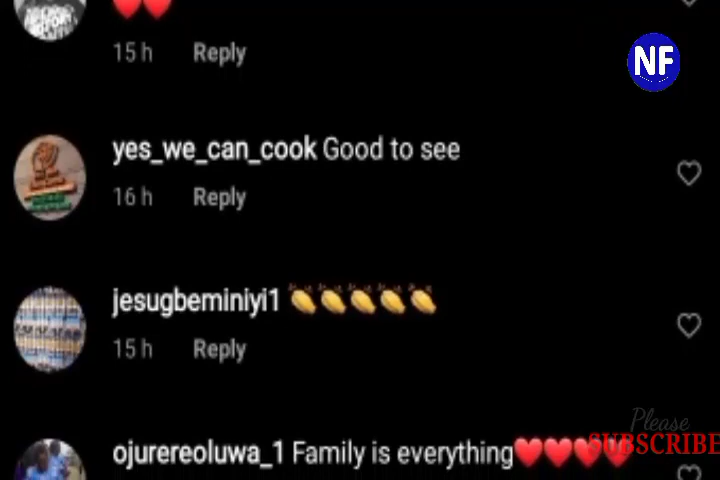 ❤️❤️
15 h Reply
NF
yes_we_can_cook Good to see
16 h Reply
jesugbeminiyi1 👏👏👏👏👏
15 h Reply
Please
SUBSCRIBE
ojurereoluwa_1 Family is everything❤️❤️❤️❤️